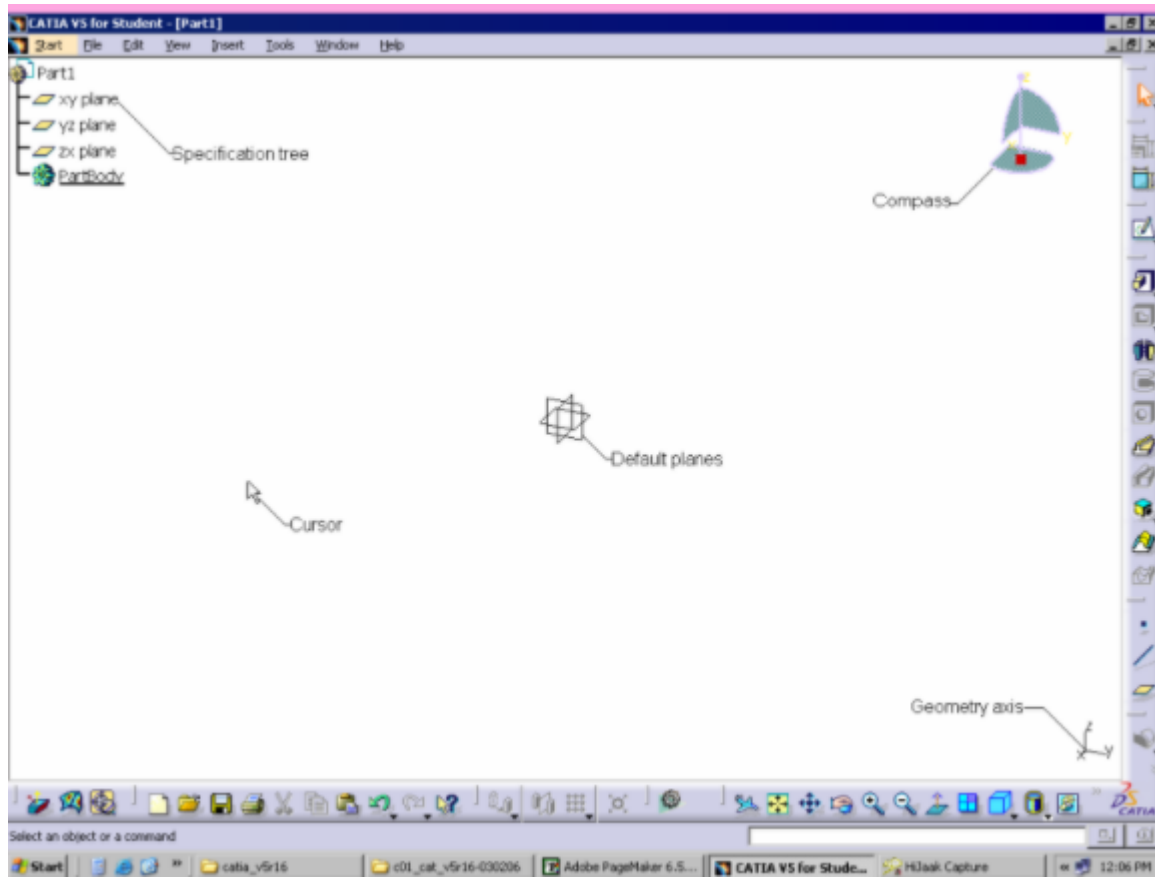 CATIA V5 for Student - [Part1]
Start File Edit View Insert Tools Window Help
Part1
xy plane
yz plane
zx plane
Specification tree
PartBody
z
y
Compass
Default planes
Cursor
Geometry axis
z
x y
CATIA
Select an object or a command
Start catia_v5r16 c01_cat_v5r16-030206 Adobe PageMaker 6.5... CATIA V5 for Stude... HiJaak Capture 12:06 PM